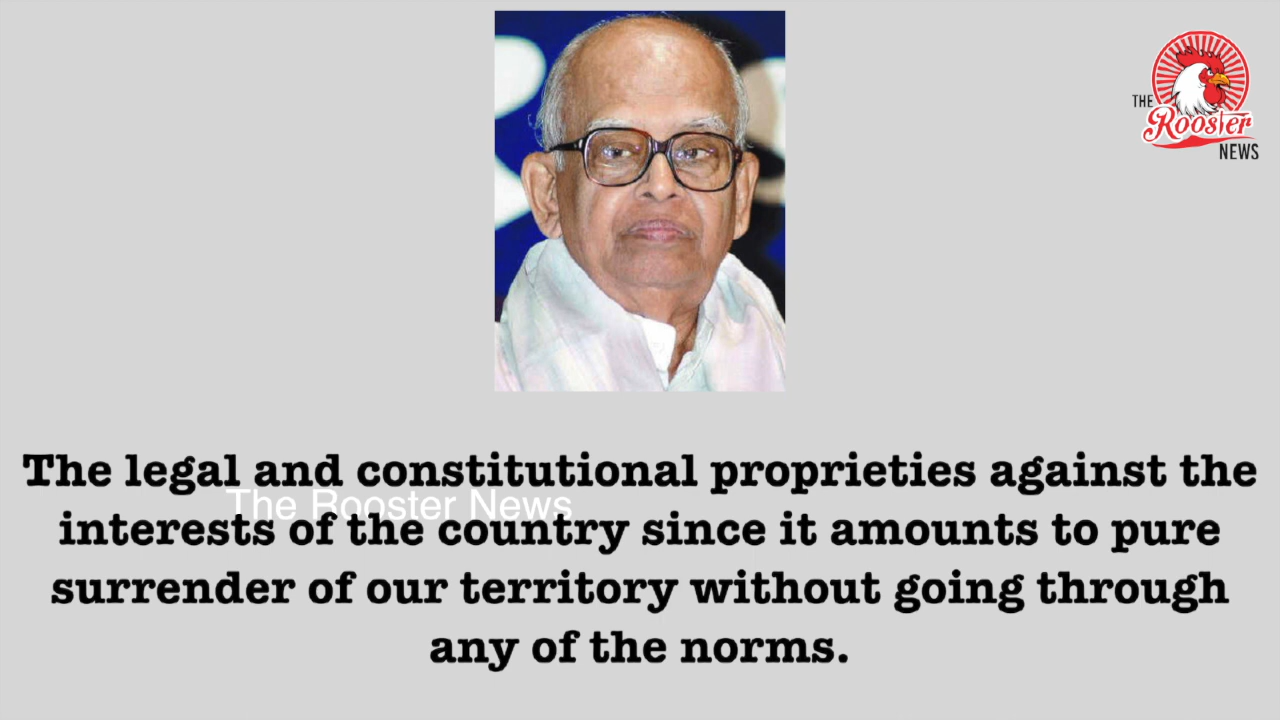 THE
Rooster
NEWS
The legal and constitutional proprieties against the
The Rooster News
interests of the country since it amounts to pure
surrender of our territory without going through
any of the norms.